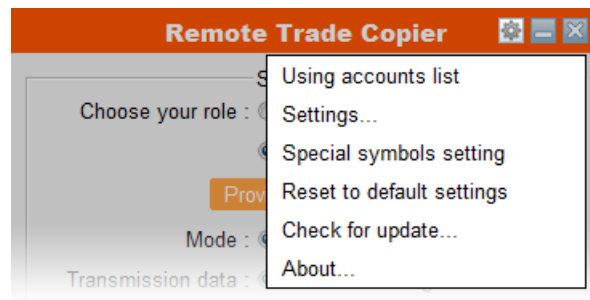 Remote Trade Copier
S
Using accounts list
Choose your role :
Settings...
Special symbols setting
Prov
Reset to default settings
Mode :
Check for update...
Transmission data :
About...